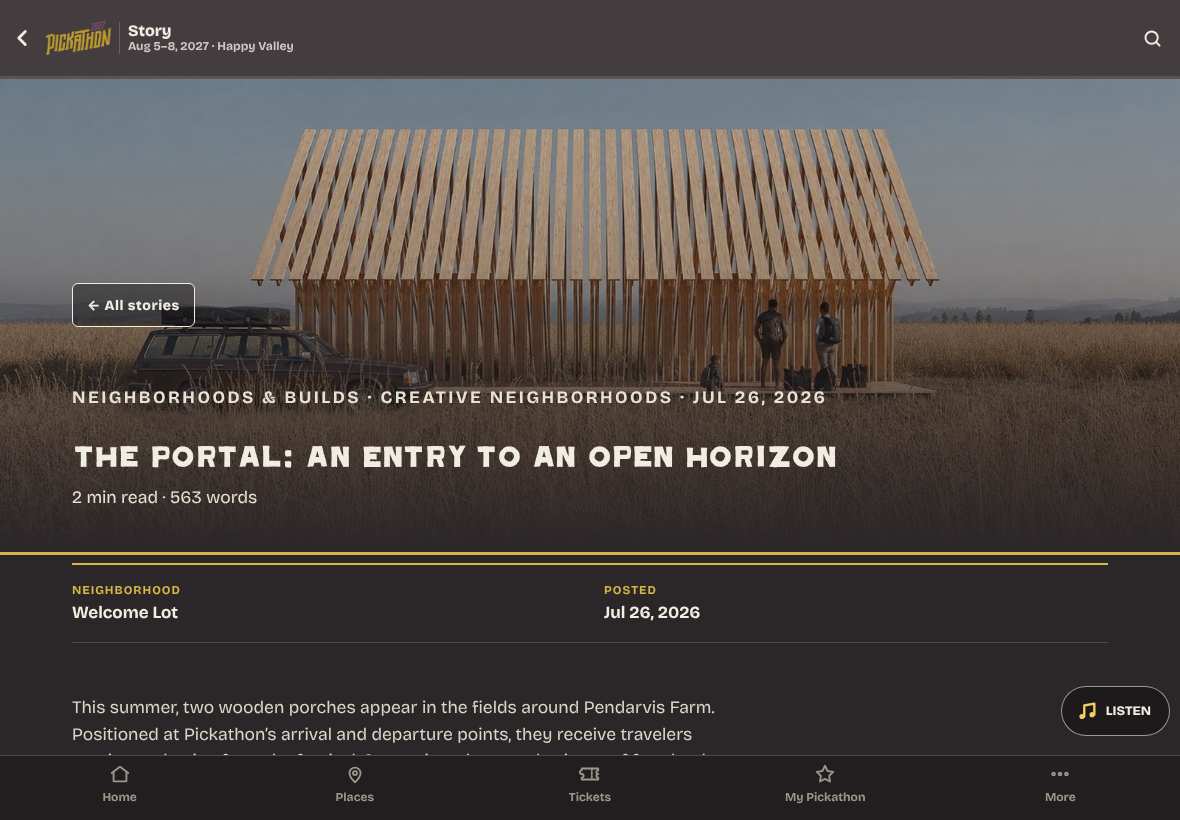 PICKATHON
Story
Aug 5–8, 2027 · Happy Valley
← All stories
NEIGHBORHOODS & BUILDS · CREATIVE NEIGHBORHOODS · JUL 26, 2026
THE PORTAL: AN ENTRY TO AN OPEN HORIZON
2 min read · 563 words
NEIGHBORHOOD
Welcome Lot
POSTED
Jul 26, 2026
This summer, two wooden porches appear in the fields around Pendarvis Farm.
Positioned at Pickathon's arrival and departure points, they receive travelers
LISTEN
Home
Places
Tickets
My Pickathon
More